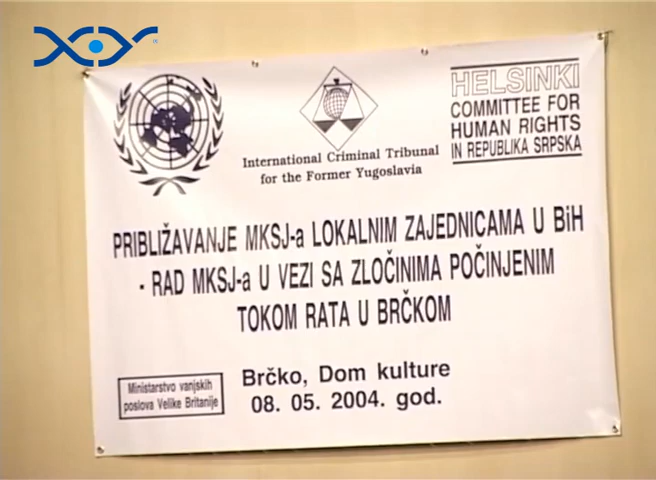 International Criminal Tribunal
for the Former Yugoslavia
HELSINKI
COMMITTEE FOR
HUMAN RIGHTS
IN REPUBLIKA SRPSKA
PRIBLIŽAVANJE MKSJ-a LOKALNIM ZAJEDNICAMA U BiH
- RAD MKSJ-a U VEZI SA ZLOČINIMA POČINJENIM
TOKOM RATA U BRČKOM
Ministarstvo vanjskih
poslova Velike Britanije
Brčko, Dom kulture
08. 05. 2004. god.